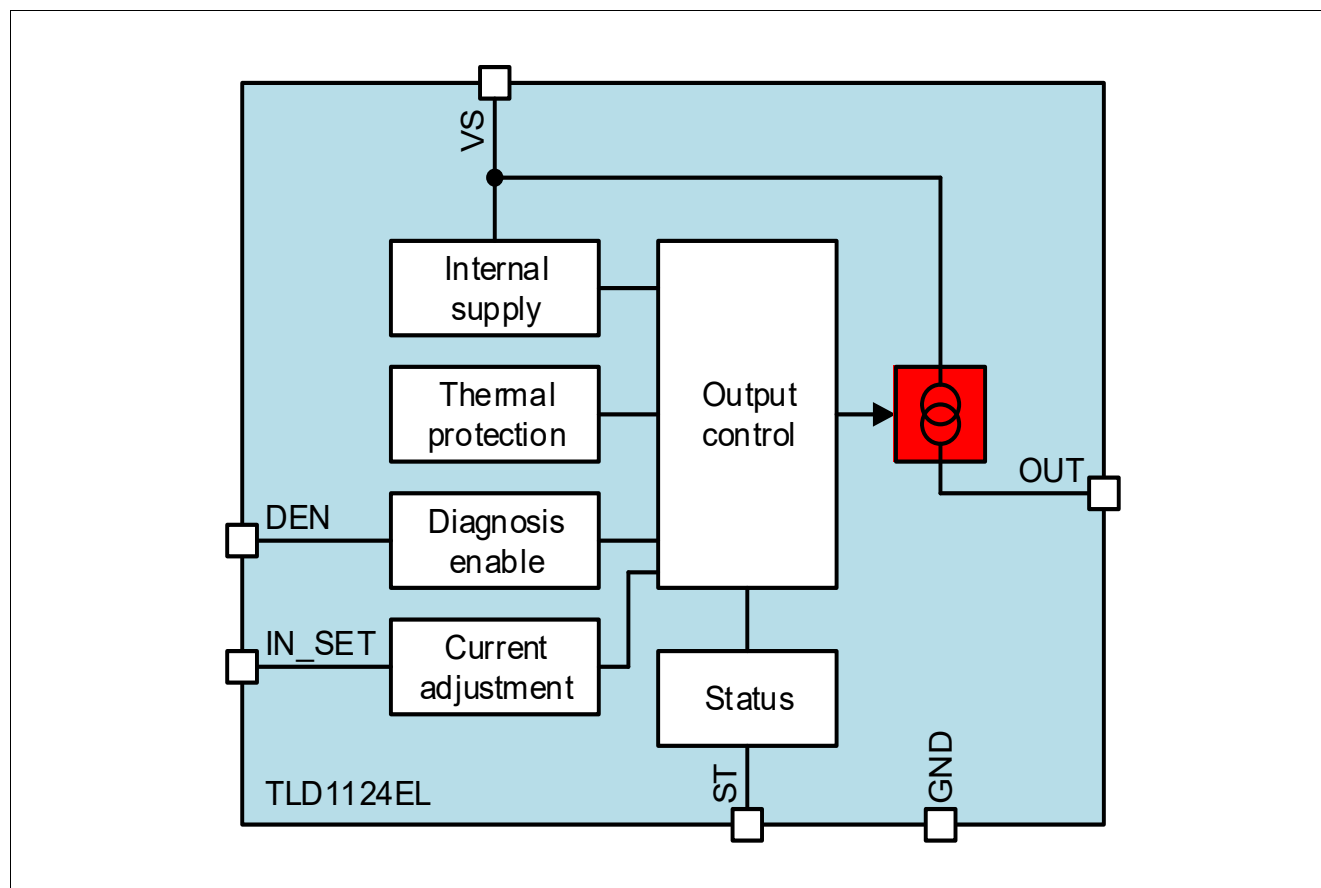 VS
Internal
supply
Thermal
protection
Output
control
OUT
DEN
Diagnosis
enable
IN_SET
Current
adjustment
Status
TLD1124EL
ST
GND